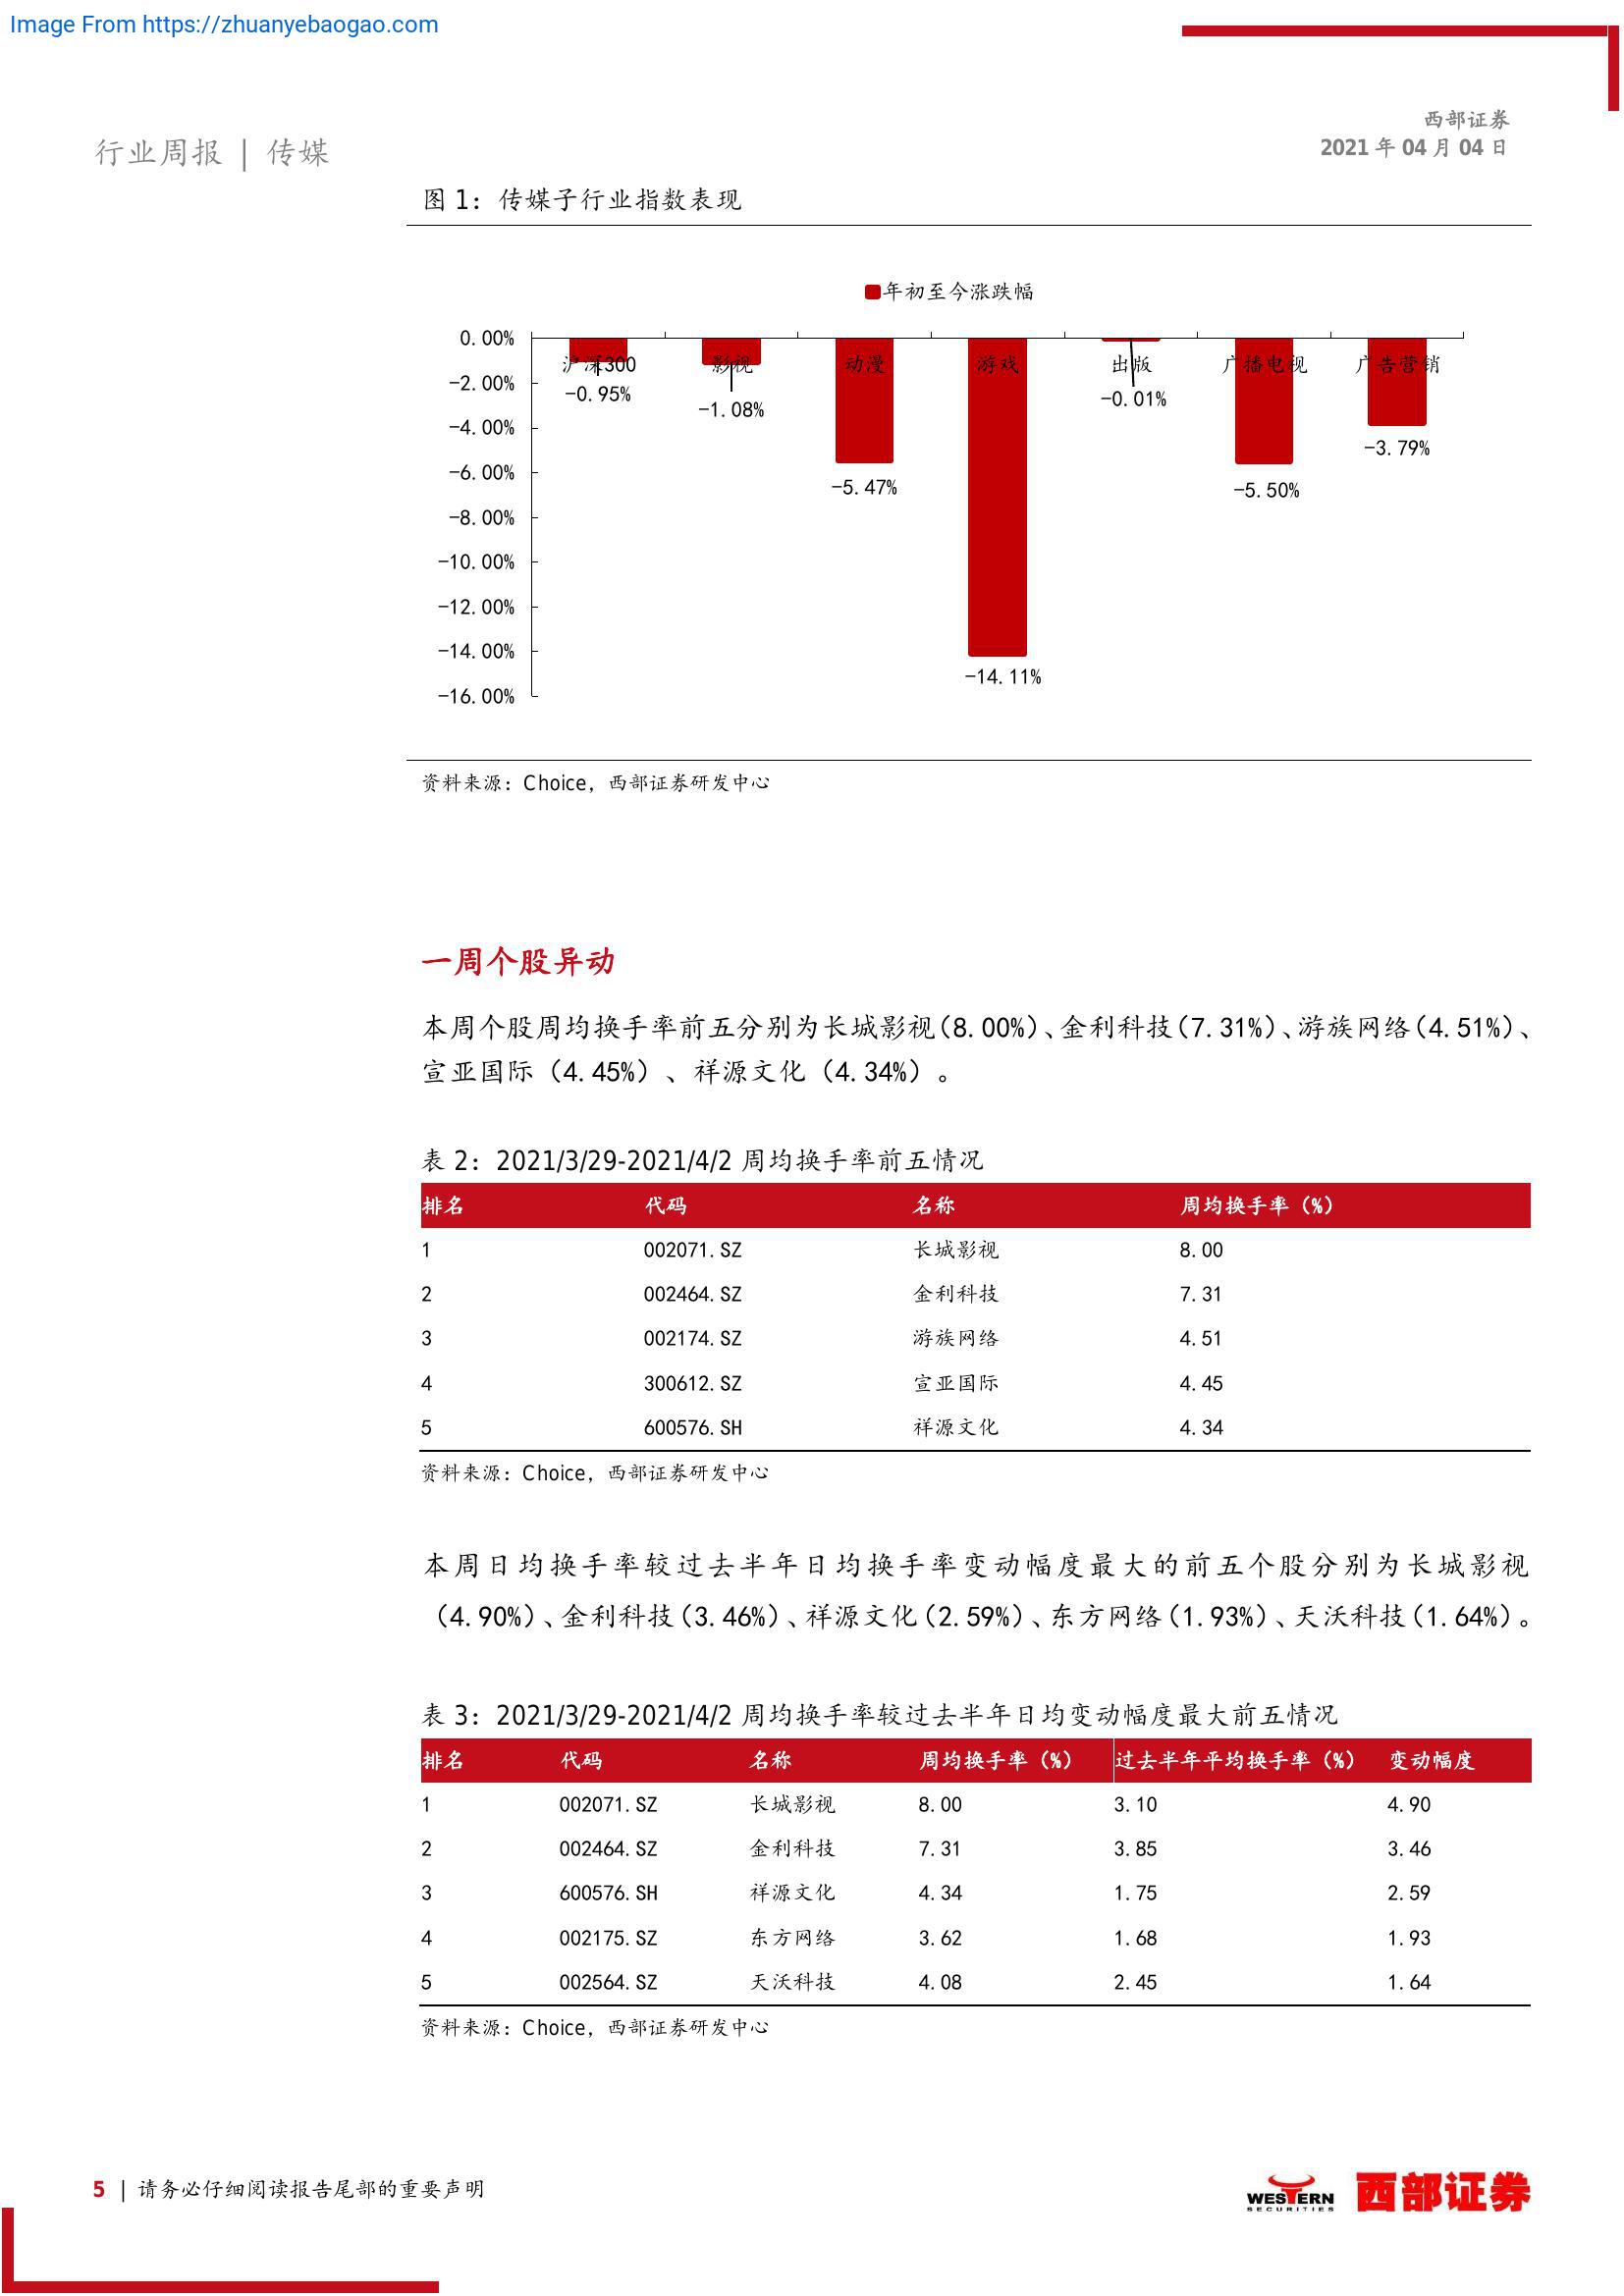 Image From https://zhuanyebaogao.com
西部证券
2021 年 04 月 04 日
行业周报 | 传媒
图 1：传媒子行业指数表现
年初至今涨跌幅
0.00%
-2.00%
-4.00%
-6.00%
-8.00%
-10.00%
-12.00%
-14.00%
-16.00%
沪深300 影视 动漫 游戏 出版 广播电视 广告营销
-0.95%
-1.08%
-5.47%
-14.11%
-0.01%
-5.50%
-3.79%
资料来源：Choice，西部证券研发中心
一周个股异动
本周个股周均换手率前五分别为长城影视（8.00%）、金利科技（7.31%）、游族网络（4.51%）、
宣亚国际（4.45%）、祥源文化（4.34%）。
表 2：2021/3/29-2021/4/2 周均换手率前五情况
排名 代码 名称 周均换手率（%）
1 002071.SZ 长城影视 8.00
2 002464.SZ 金利科技 7.31
3 002174.SZ 游族网络 4.51
4 300612.SZ 宣亚国际 4.45
5 600576.SH 祥源文化 4.34
资料来源：Choice，西部证券研发中心
本周日均换手率较过去半年日均换手率变动幅度最大的前五个股分别为长城影视
（4.90%）、金利科技（3.46%）、祥源文化（2.59%）、东方网络（1.93%）、天沃科技（1.64%）。
表 3：2021/3/29-2021/4/2 周均换手率较过去半年日均变动幅度最大前五情况
排名 代码 名称 周均换手率（%） 过去半年平均换手率（%） 变动幅度
1 002071.SZ 长城影视 8.00 3.10 4.90
2 002464.SZ 金利科技 7.31 3.85 3.46
3 600576.SH 祥源文化 4.34 1.75 2.59
4 002175.SZ 东方网络 3.62 1.68 1.93
5 002564.SZ 天沃科技 4.08 2.45 1.64
资料来源：Choice，西部证券研发中心
5 | 请务必仔细阅读报告尾部的重要声明
WESTERN
SECURITIES
西部证券